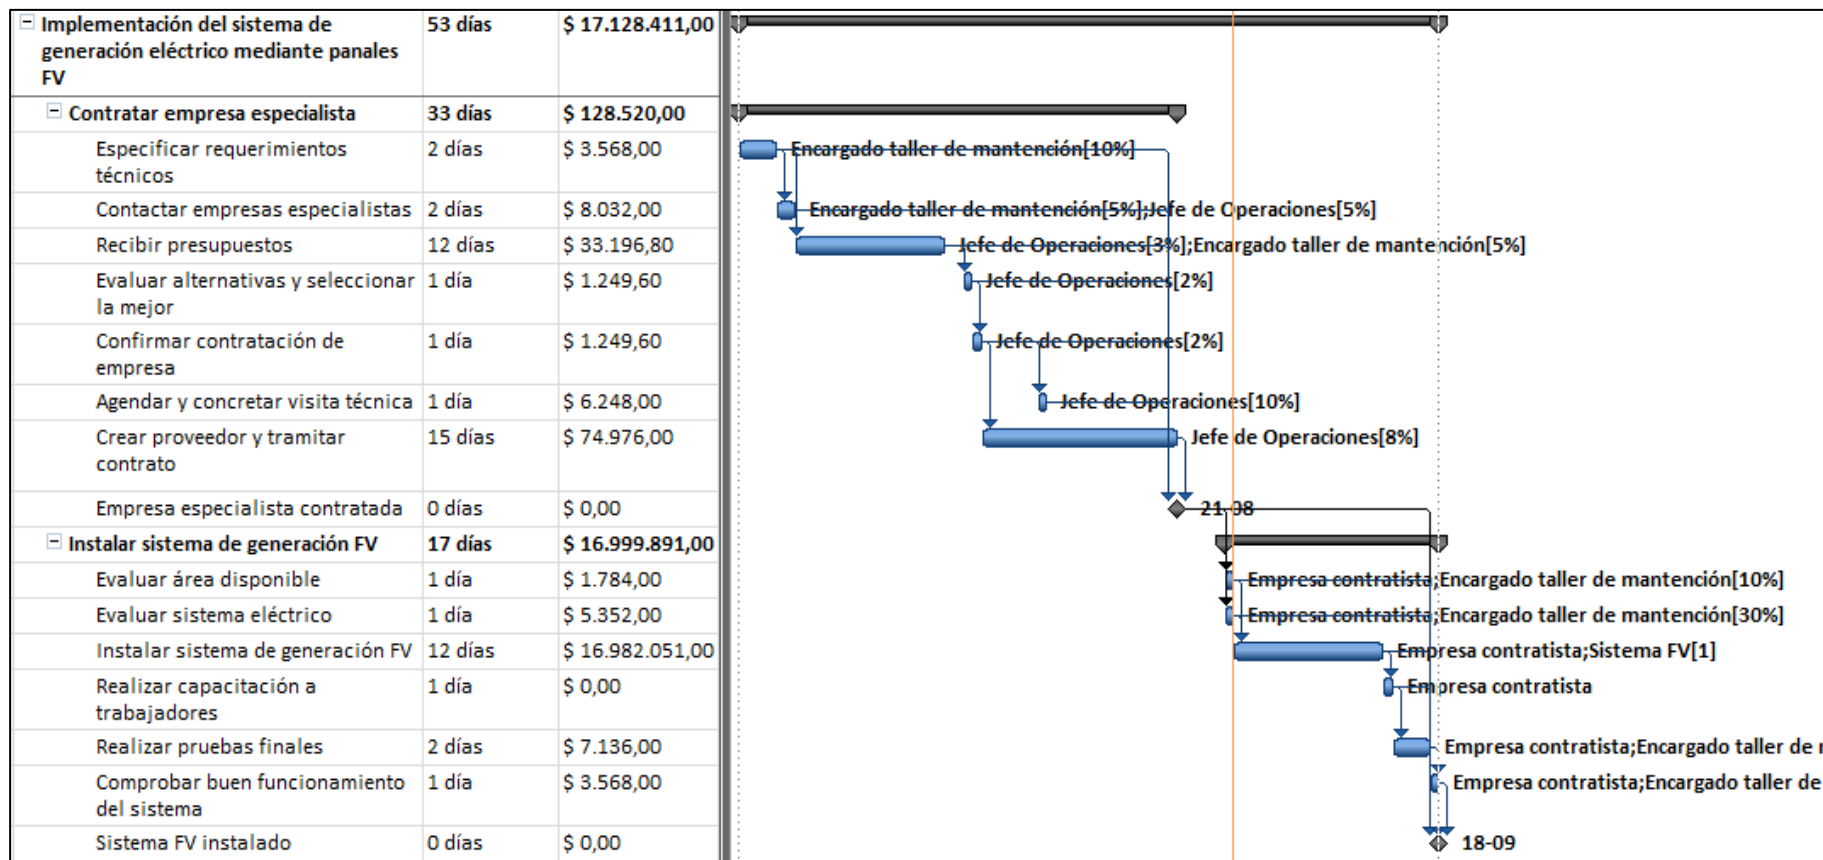 Implementación del sistema de 53 días $ 17.128.411,00
generación eléctrico mediante panales
FV
Contratar empresa especialista 33 días $ 128.520,00
Especificar requerimientos 2 días $ 3.568,00 Encargado taller de mantención[10%]
técnicos
Contactar empresas especialistas 2 días $ 8.032,00 Encargado taller de mantención[5%];Jefe de Operaciones[5%]
Recibir presupuestos 12 días $ 33.196,80 Jefe de Operaciones[3%];Encargado taller de mantención[5%]
Evaluar alternativas y seleccionar 1 día $ 1.249,60 Jefe de Operaciones[2%]
la mejor
Confirmar contratación de 1 día $ 1.249,60 Jefe de Operaciones[2%]
empresa
Agendar y concretar visita técnica 1 día $ 6.248,00 Jefe de Operaciones[10%]
Crear proveedor y tramitar 15 días $ 74.976,00 Jefe de Operaciones[8%]
contrato
Empresa especialista contratada 0 días $ 0,00 21-08
Instalar sistema de generación FV 17 días $ 16.999.891,00
Evaluar área disponible 1 día $ 1.784,00 Empresa contratista;Encargado taller de mantención[10%]
Evaluar sistema eléctrico 1 día $ 5.352,00 Empresa contratista;Encargado taller de mantención[30%]
Instalar sistema de generación FV 12 días $ 16.982.051,00 Empresa contratista;Sistema FV[1]
Realizar capacitación a 1 día $ 0,00 Empresa contratista
trabajadores
Realizar pruebas finales 2 días $ 7.136,00 Empresa contratista;Encargado taller de
Comprobar buen funcionamiento 1 día $ 3.568,00 Empresa contratista;Encargado taller de
del sistema
Sistema FV instalado 0 días $ 0,00 18-09